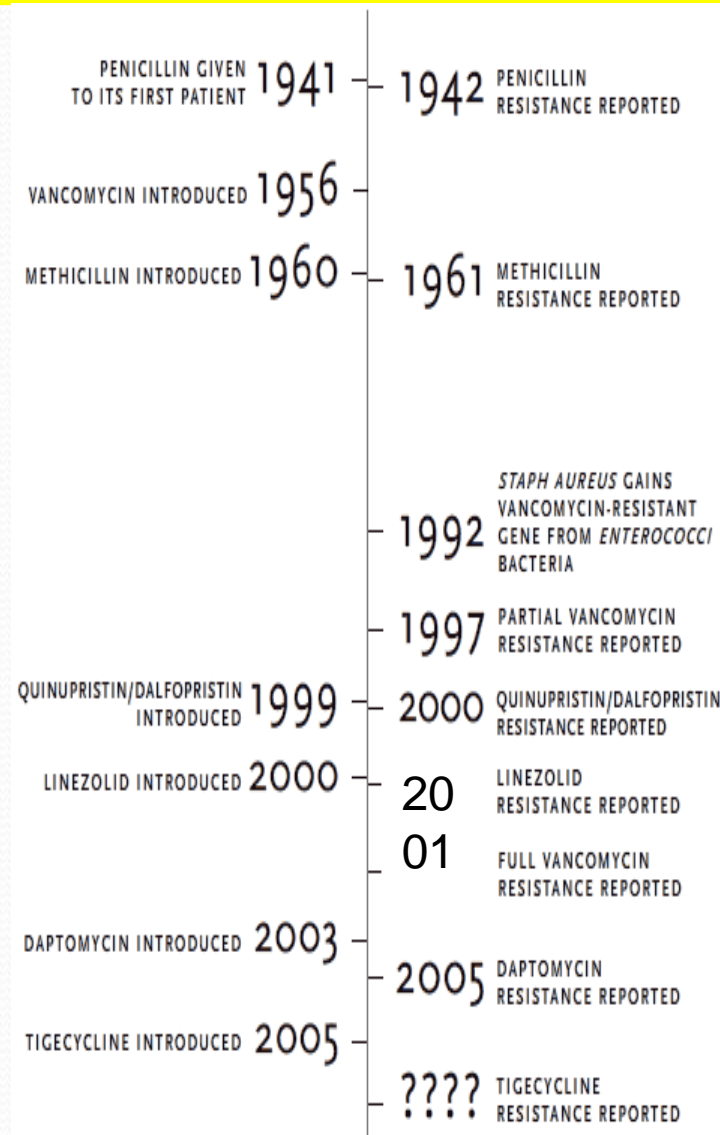 PENICILLIN GIVEN
TO ITS FIRST PATIENT 1941
1942 PENICILLIN
RESISTANCE REPORTED
VANCOMYCIN INTRODUCED 1956
METHICILLIN INTRODUCED 1960
1961 METHICILLIN
RESISTANCE REPORTED
STAPH AUREUS GAINS
VANCOMYCIN-RESISTANT
1992 GENE FROM ENTEROCOCCI
BACTERIA
1997 PARTIAL VANCOMYCIN
RESISTANCE REPORTED
QUINUPRISTIN/DALFOPRISTIN
INTRODUCED 1999
2000 QUINUPRISTIN/DALFOPRISTIN
RESISTANCE REPORTED
LINEZOLID INTRODUCED 2000
20
01
LINEZOLID
RESISTANCE REPORTED
FULL VANCOMYCIN
RESISTANCE REPORTED
DAPTOMYCIN INTRODUCED 2003
2005 DAPTOMYCIN
RESISTANCE REPORTED
TIGECYCLINE INTRODUCED 2005
???? TIGECYCLINE
RESISTANCE REPORTED